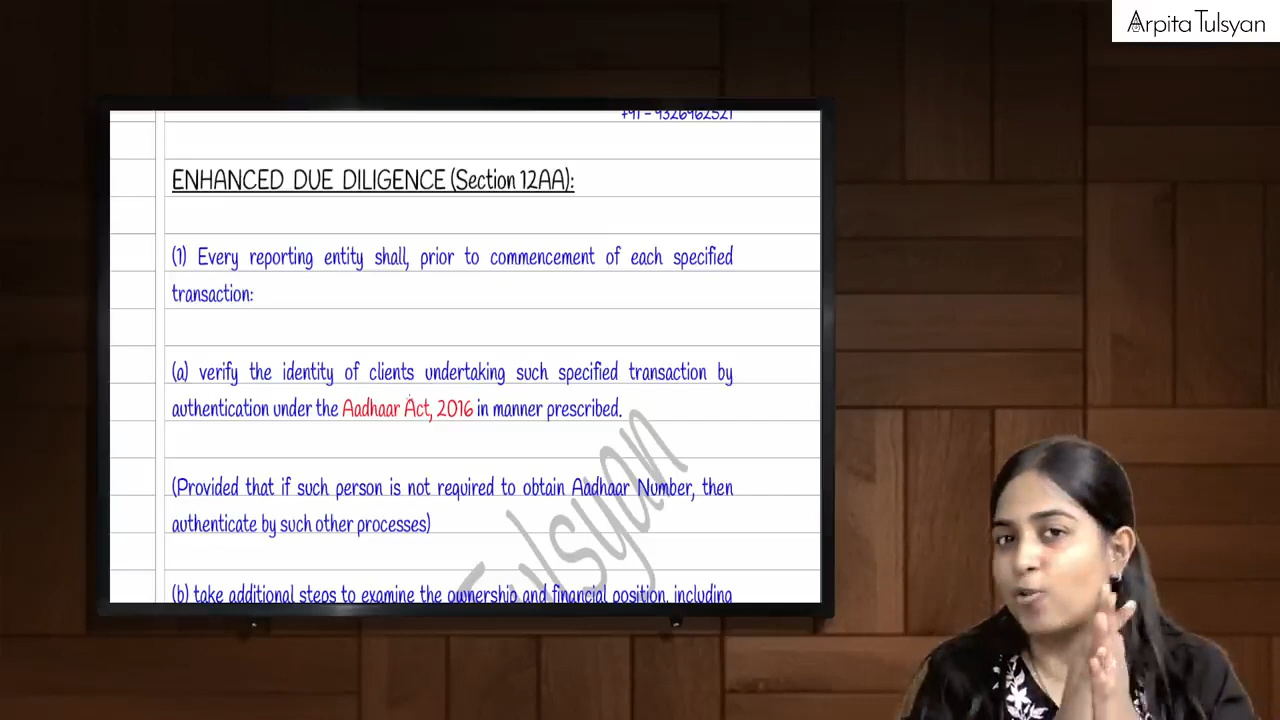 Arpita Tulsyan
+91 - 9326962521
ENHANCED DUE DILIGENCE (Section 12AA):
(1) Every reporting entity shall, prior to commencement of each specified
transaction:
(a) verify the identity of clients undertaking such specified transaction by
authentication under the Aadhaar Act, 2016 in manner prescribed.
(Provided that if such person is not required to obtain Aadhaar Number, then
authenticate by such other processes)
Tulsyan
(b) take additional steps to examine the ownership and financial position, including